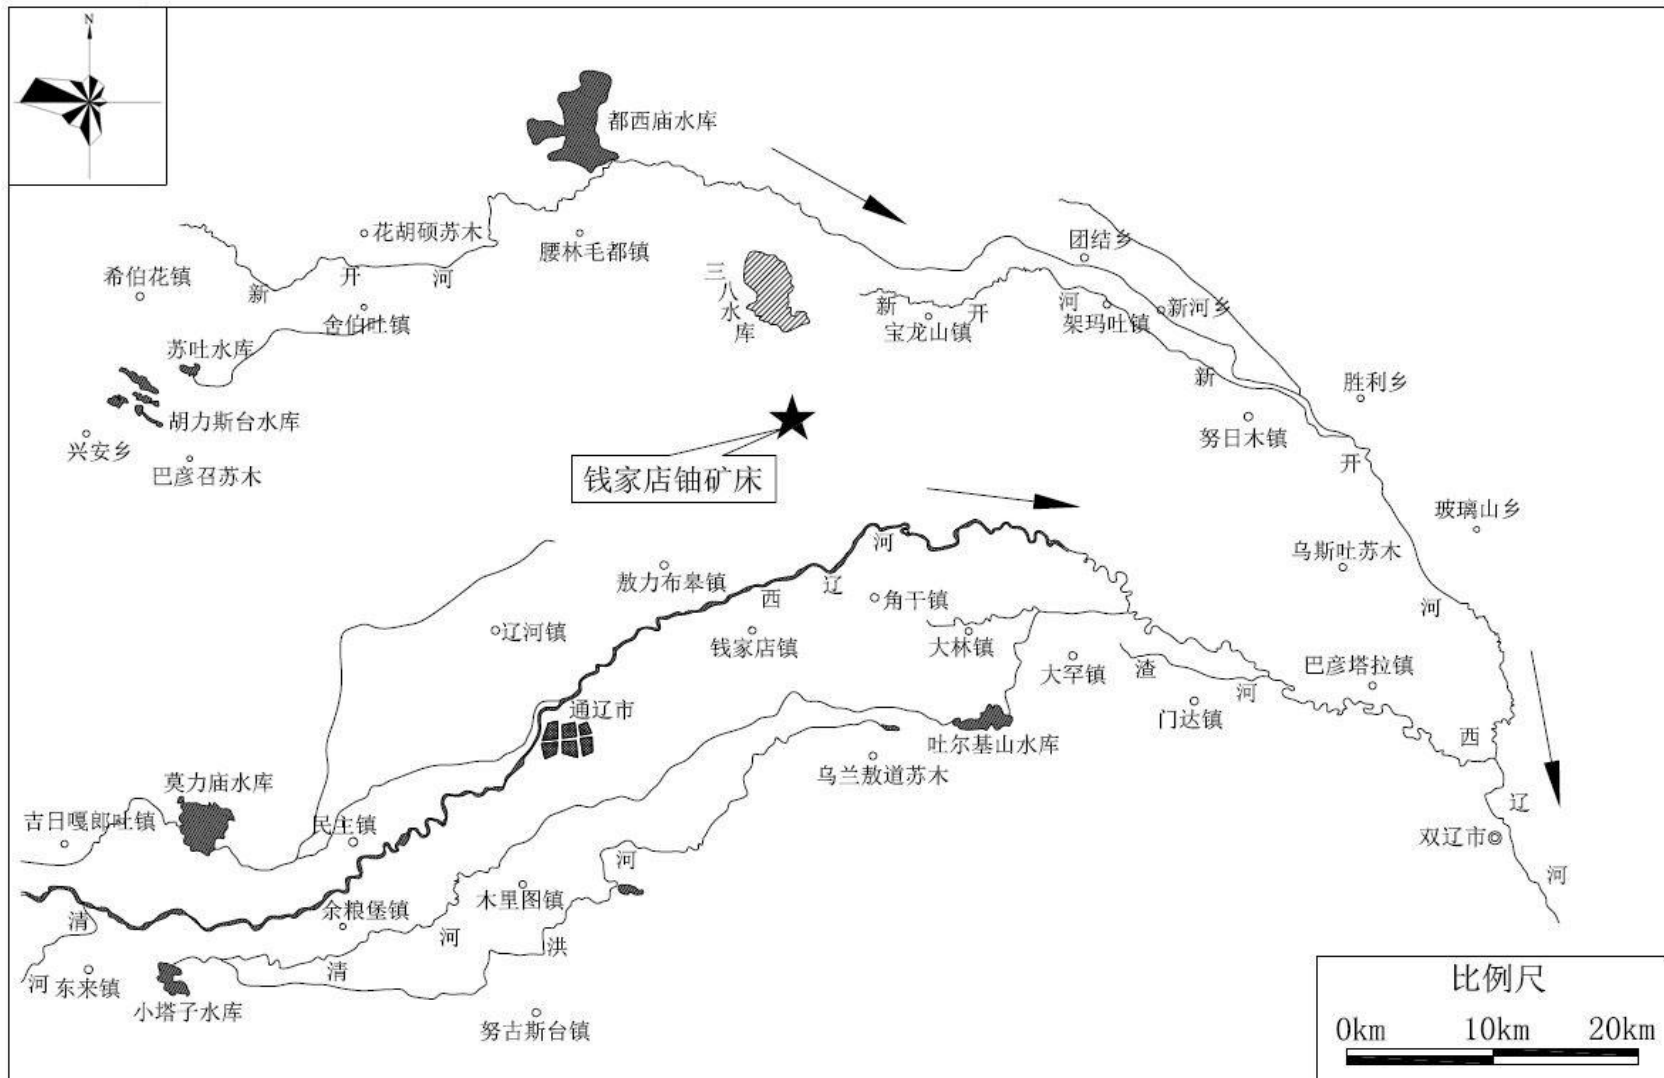 N
都西庙水库
花胡硕苏木
腰林毛都镇
团结乡
希伯花镇
新
开
河
三
八
水
库
新
开
河
新河乡
宝龙山镇
架玛吐镇
舍伯吐镇
苏吐水库
新
胜利乡
胡力斯台水库
努日木镇
兴安乡
巴彦召苏木
开
钱家店铀矿床
玻璃山乡
河
乌斯吐苏木
敖力布皋镇
西
辽
角干镇
河
辽河镇
钱家店镇
大林镇
大罕镇
渣
河
巴彦塔拉镇
门达镇
通辽市
吐尔基山水库
西
乌兰敖道苏木
莫力庙水库
辽
吉日嘎郎吐镇
民主镇
双辽市
河
河
木里图镇
余粮堡镇
清
河
洪
清
河
东来镇
小塔子水库
努古斯台镇
比例尺
0km 10km 20km